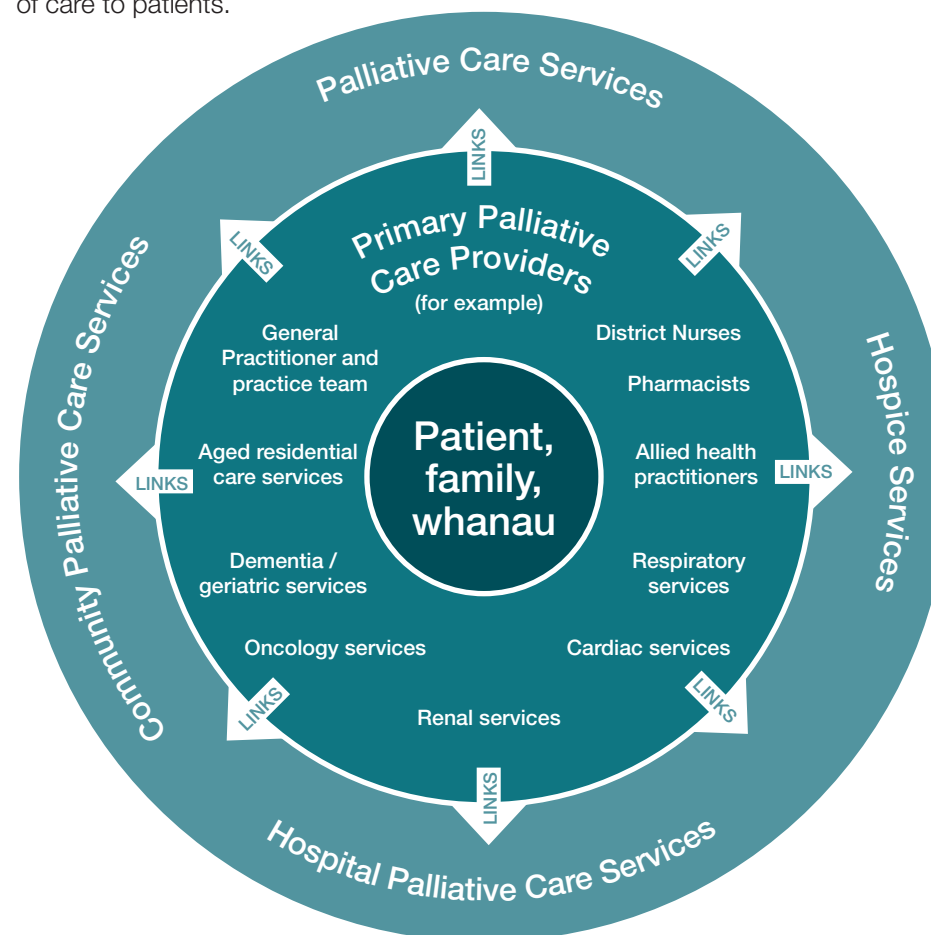 of care to patients.
Palliative Care Services
LINKS
LINKS
LINKS
Primary Palliative
Care Providers
(for example)
General
Practitioner and
practice team
District Nurses
Pharmacists
Community Palliative Care Services
Hospice Services
Aged residential
care services
Patient,
family,
whanau
Allied health
practitioners
LINKS
LINKS
Dementia /
geriatric services
Respiratory
services
Oncology services
Cardiac services
LINKS
LINKS
Renal services
LINKS
Hospital Palliative Care Services